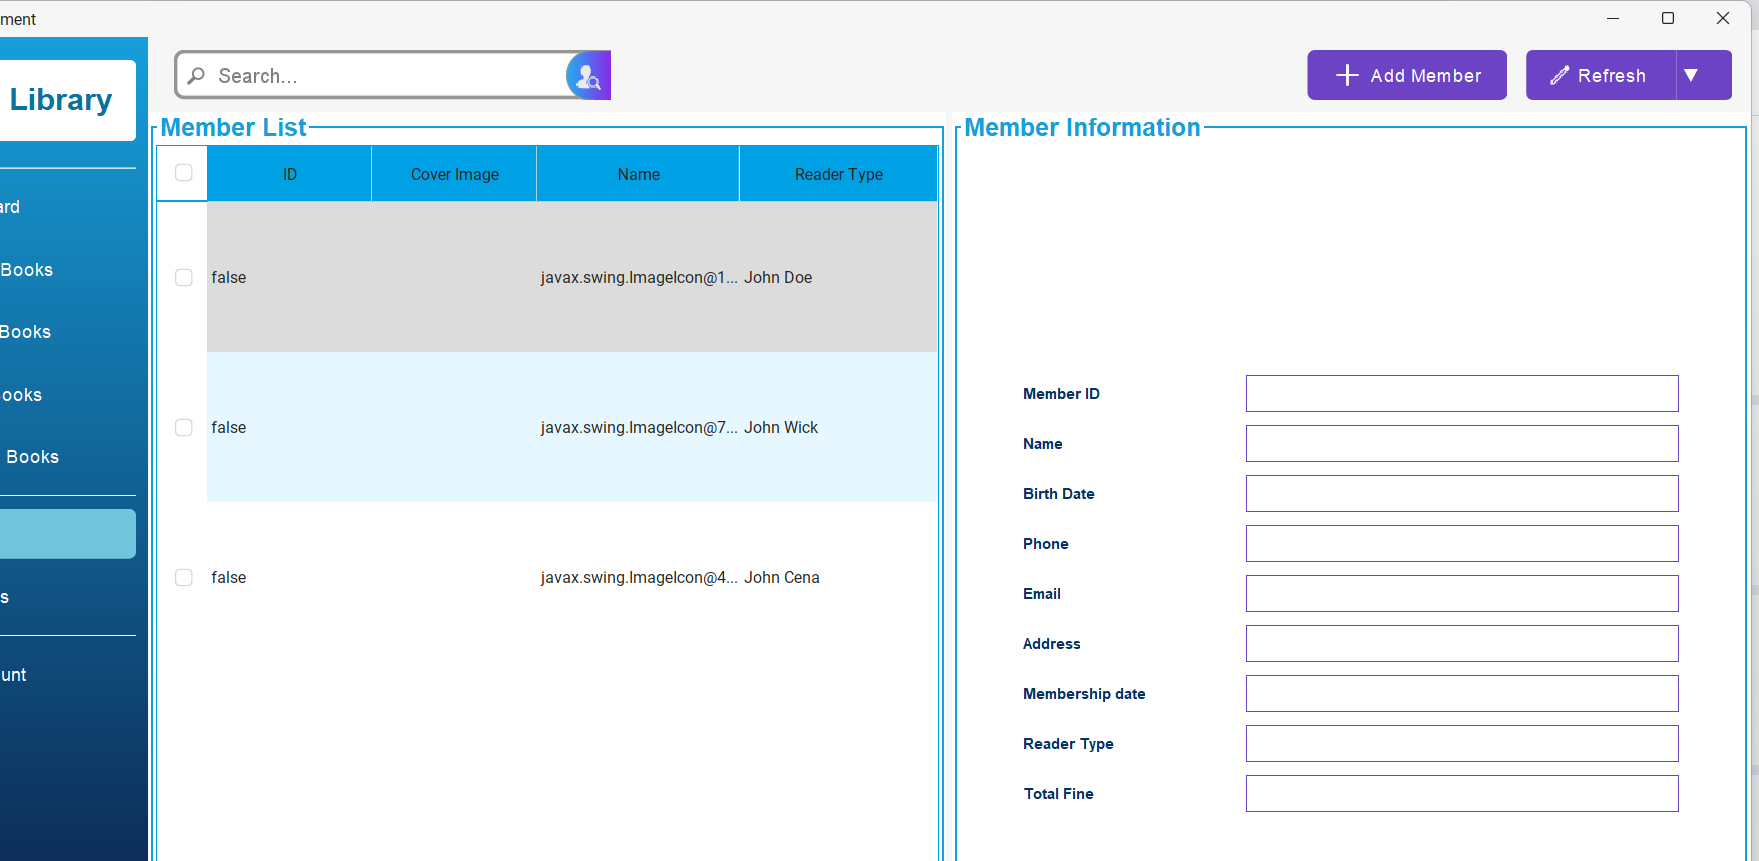 ment
Library
ard
Books
Books
ooks
Books
s
unt
Search...
Add Member
Refresh
Member List
ID Cover Image Name Reader Type
false javax.swing.ImageIcon@1... John Doe
false javax.swing.ImageIcon@7... John Wick
false javax.swing.ImageIcon@4... John Cena
Member Information
Member ID
Name
Birth Date
Phone
Email
Address
Membership date
Reader Type
Total Fine